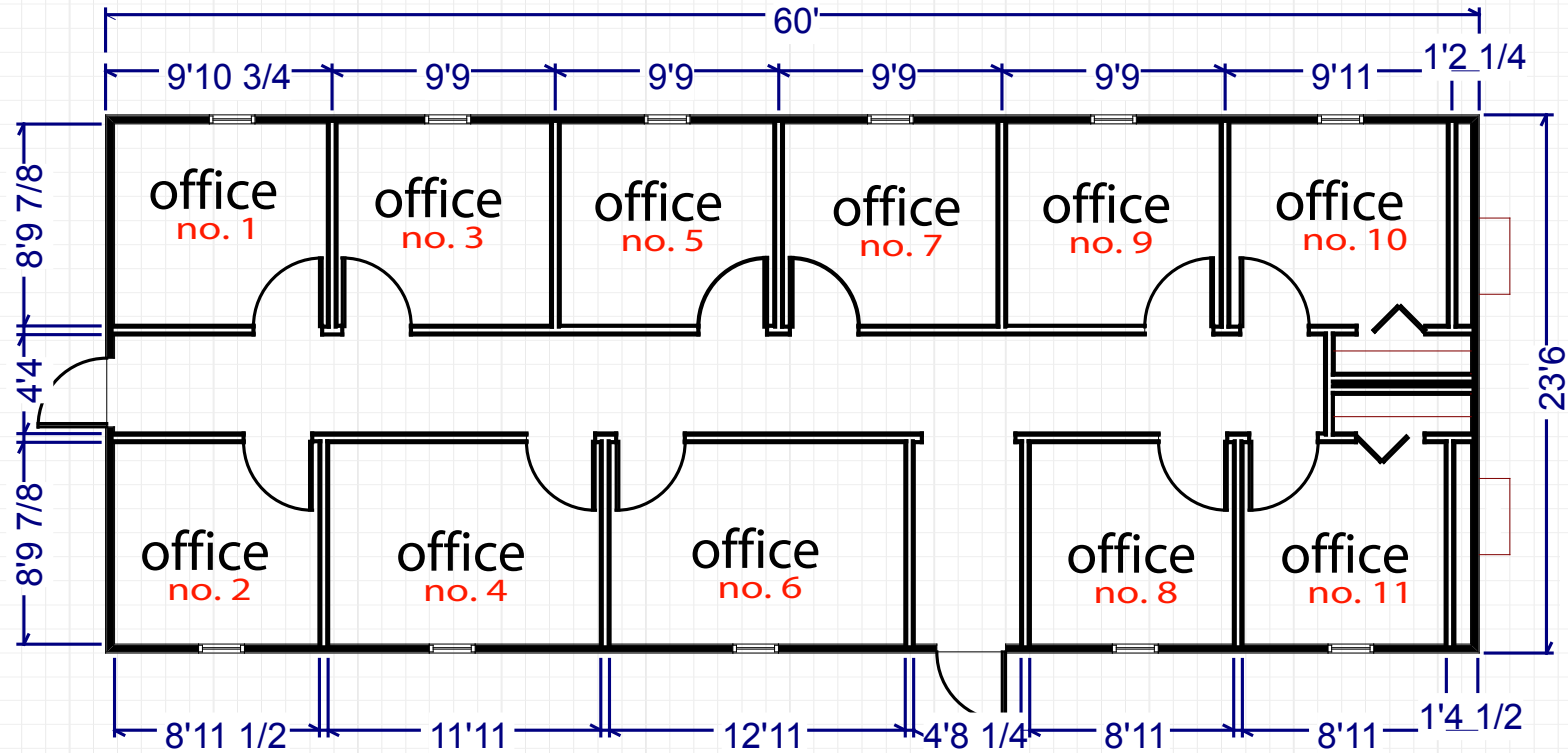 60'
1'2 1/4
9'10 3/4
9'9
9'9
9'9
9'9
9'11
8'9 7/8
office
no. 1
office
no. 3
office
no. 5
office
no. 7
office
no. 9
office
no. 10
4'4
23'6
8'9 7/8
office
no. 2
office
no. 4
office
no. 6
office
no. 8
office
no. 11
8'11 1/2
11'11
12'11
4'8 1/4
8'11
8'11
1'4 1/2